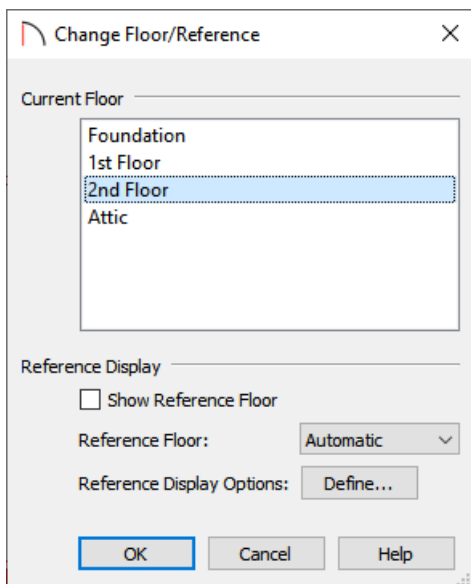 Change Floor/Reference
Current Floor
Foundation
1st Floor
2nd Floor
Attic
Reference Display
Show Reference Floor
Reference Floor: Automatic
Reference Display Options: Define...
OK Cancel Help